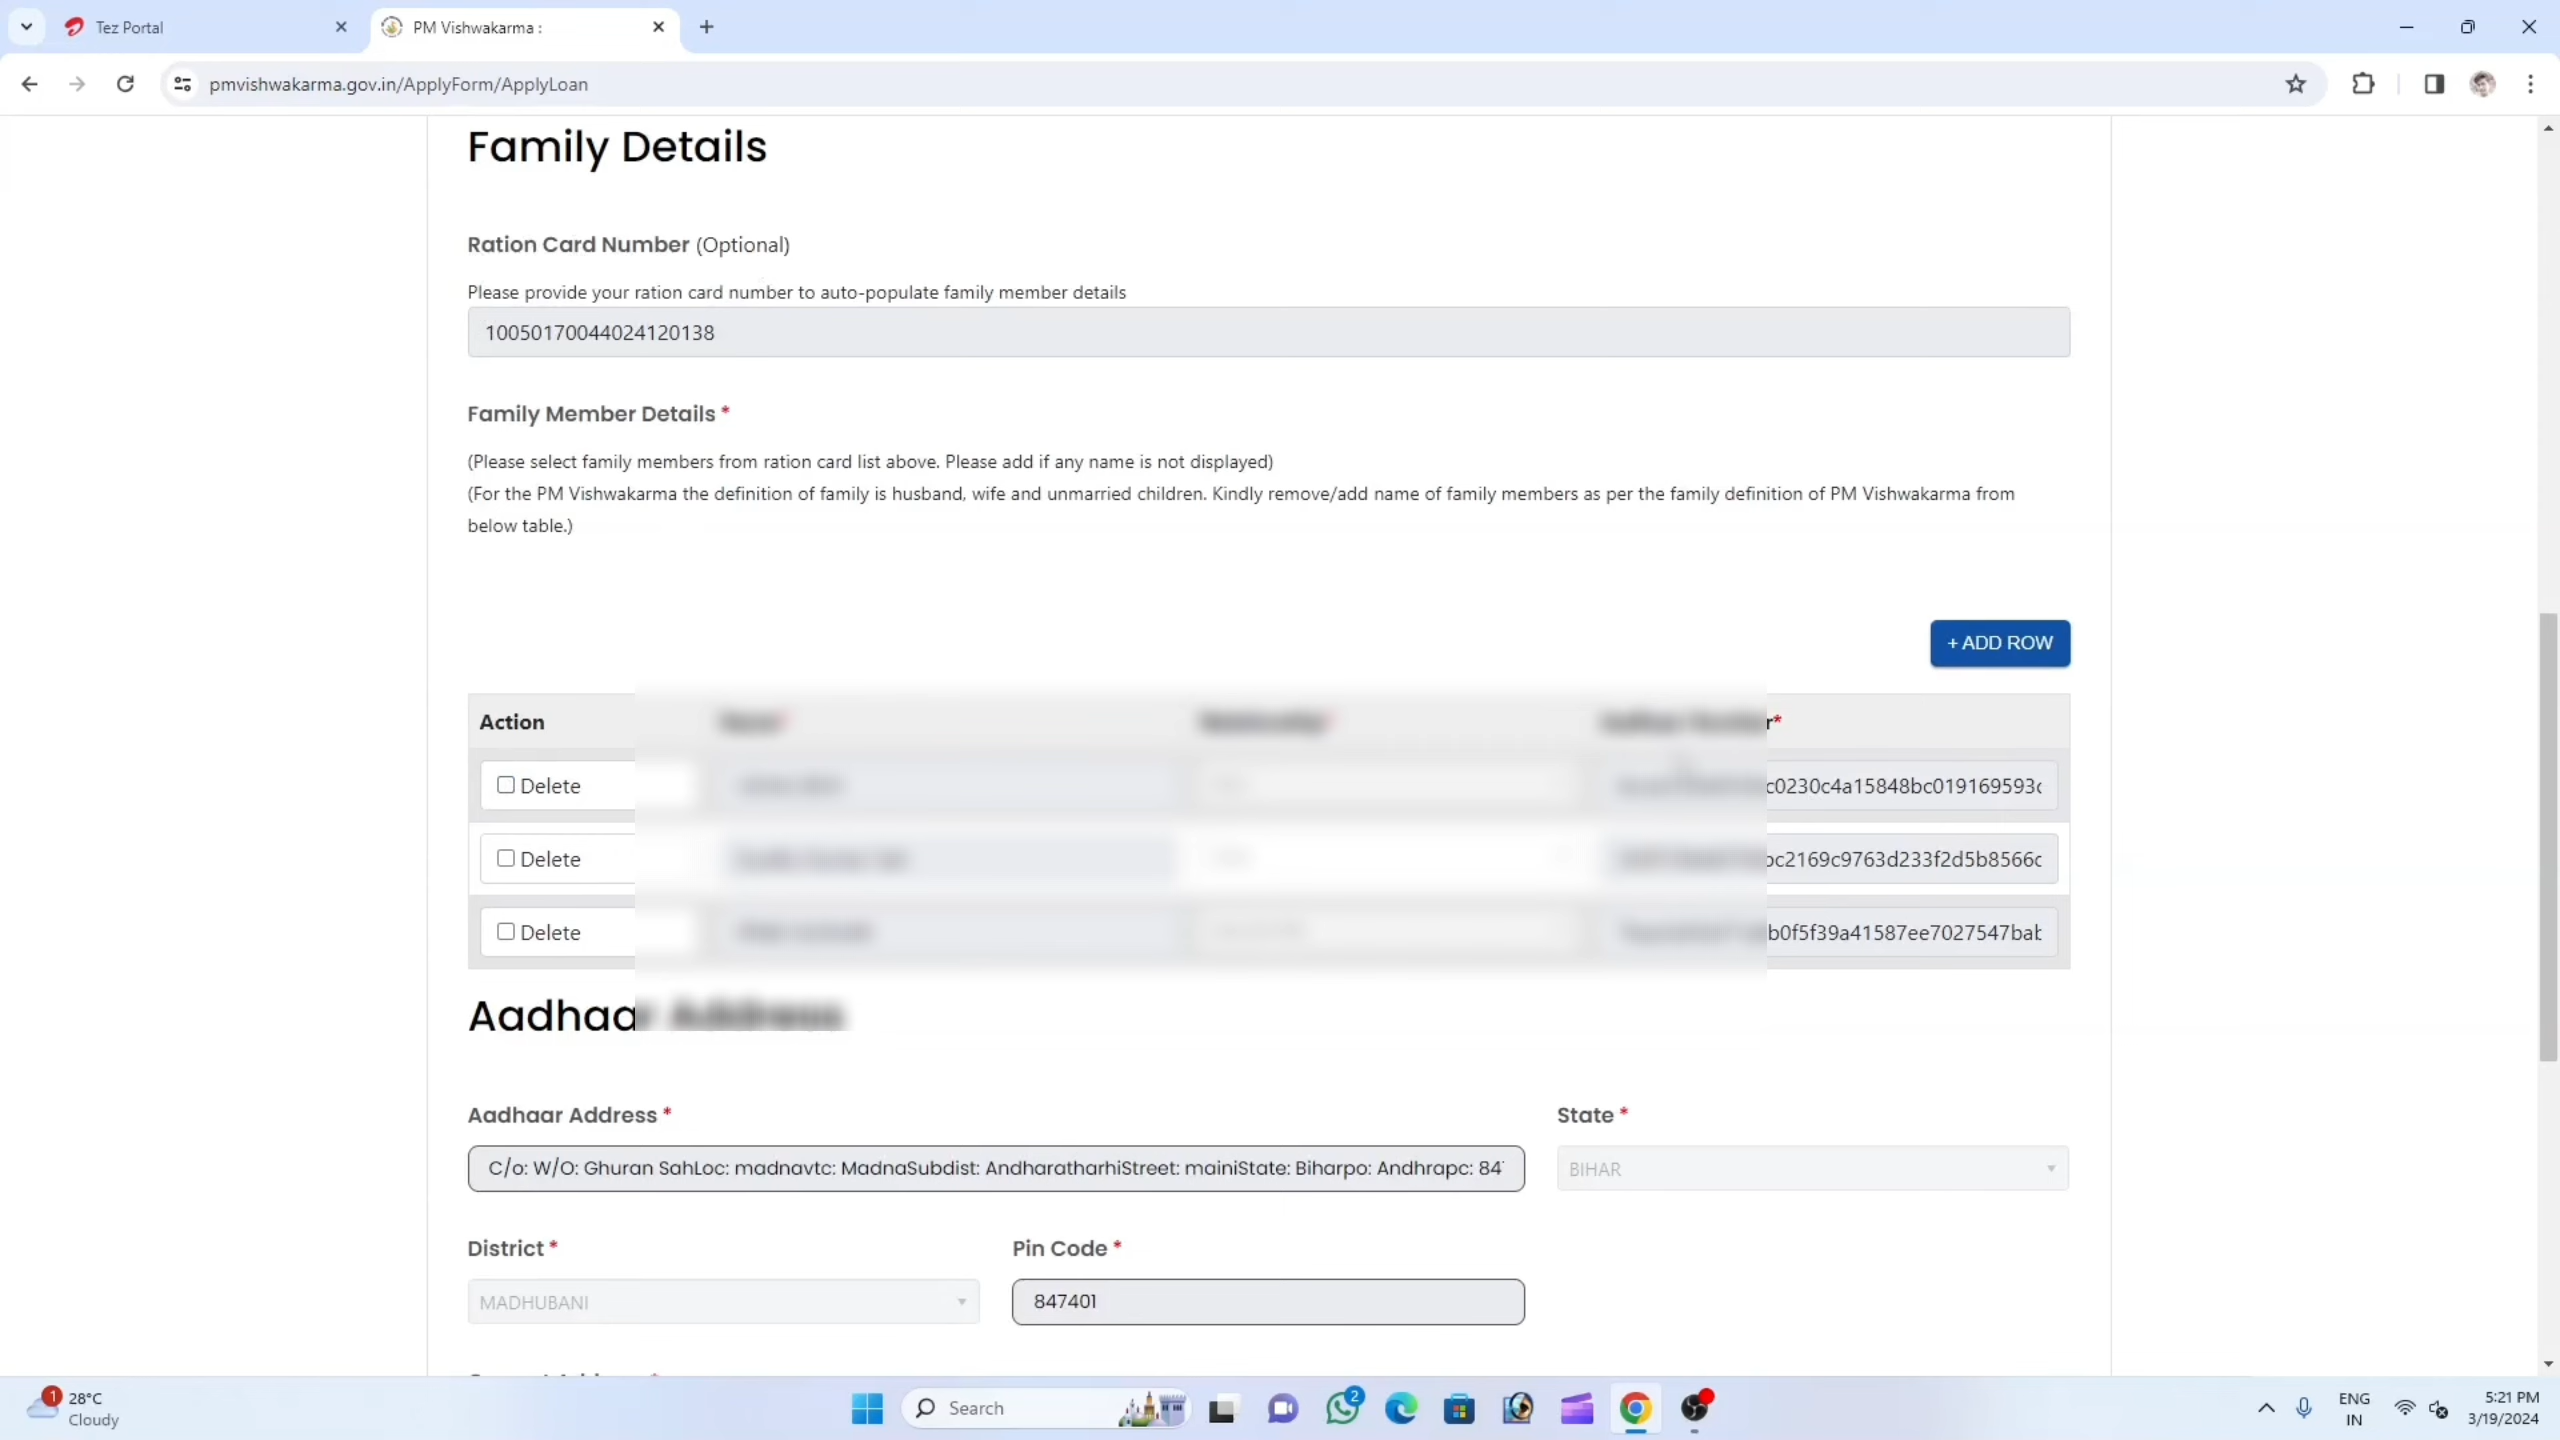 Tez Portal
PM Vishwakarma :
pmvishwakarma.gov.in/ApplyForm/ApplyLoan
Family Details
Ration Card Number (Optional)
Please provide your ration card number to auto-populate family member details
10050170044024120138
Family Member Details *
(Please select family members from ration card list above. Please add if any name is not displayed)
(For the PM Vishwakarma the definition of family is husband, wife and unmarried children. Kindly remove/add name of family members as per the family definition of PM Vishwakarma from
below table.)
+ ADD ROW
Action r*
Delete c0230c4a15848bc019169593c
Delete bc2169c9763d233f2d5b8566c
Delete b0f5f39a41587ee7027547bab
Aadhaar
Aadhaar Address *
State *
C/o: W/O: Ghuran SahLoc: madnavtc: MadnaSubdist: AndharatharhiStreet: mainiState: Biharpo: Andhrapc: 84
BIHAR
District *
Pin Code *
MADHUBANI
847401
1
28°C
Cloudy
Search
2
ENG
IN
5:21 PM
3/19/2024